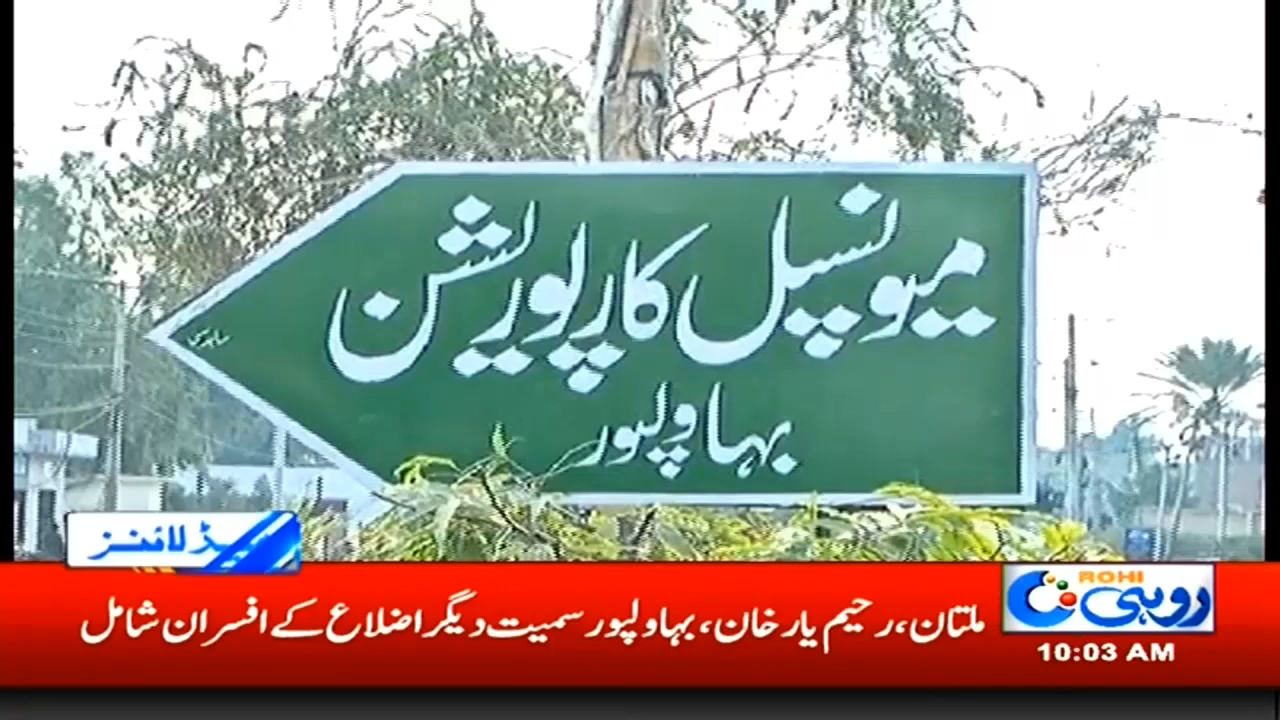 میونسپل کارپوریشن
بہاولپور
ملتان، رحیم یار خان، بہاولپور سمیت دیگر اضلاع کے افسران شامل
ROHI
روہی
10:03 AM